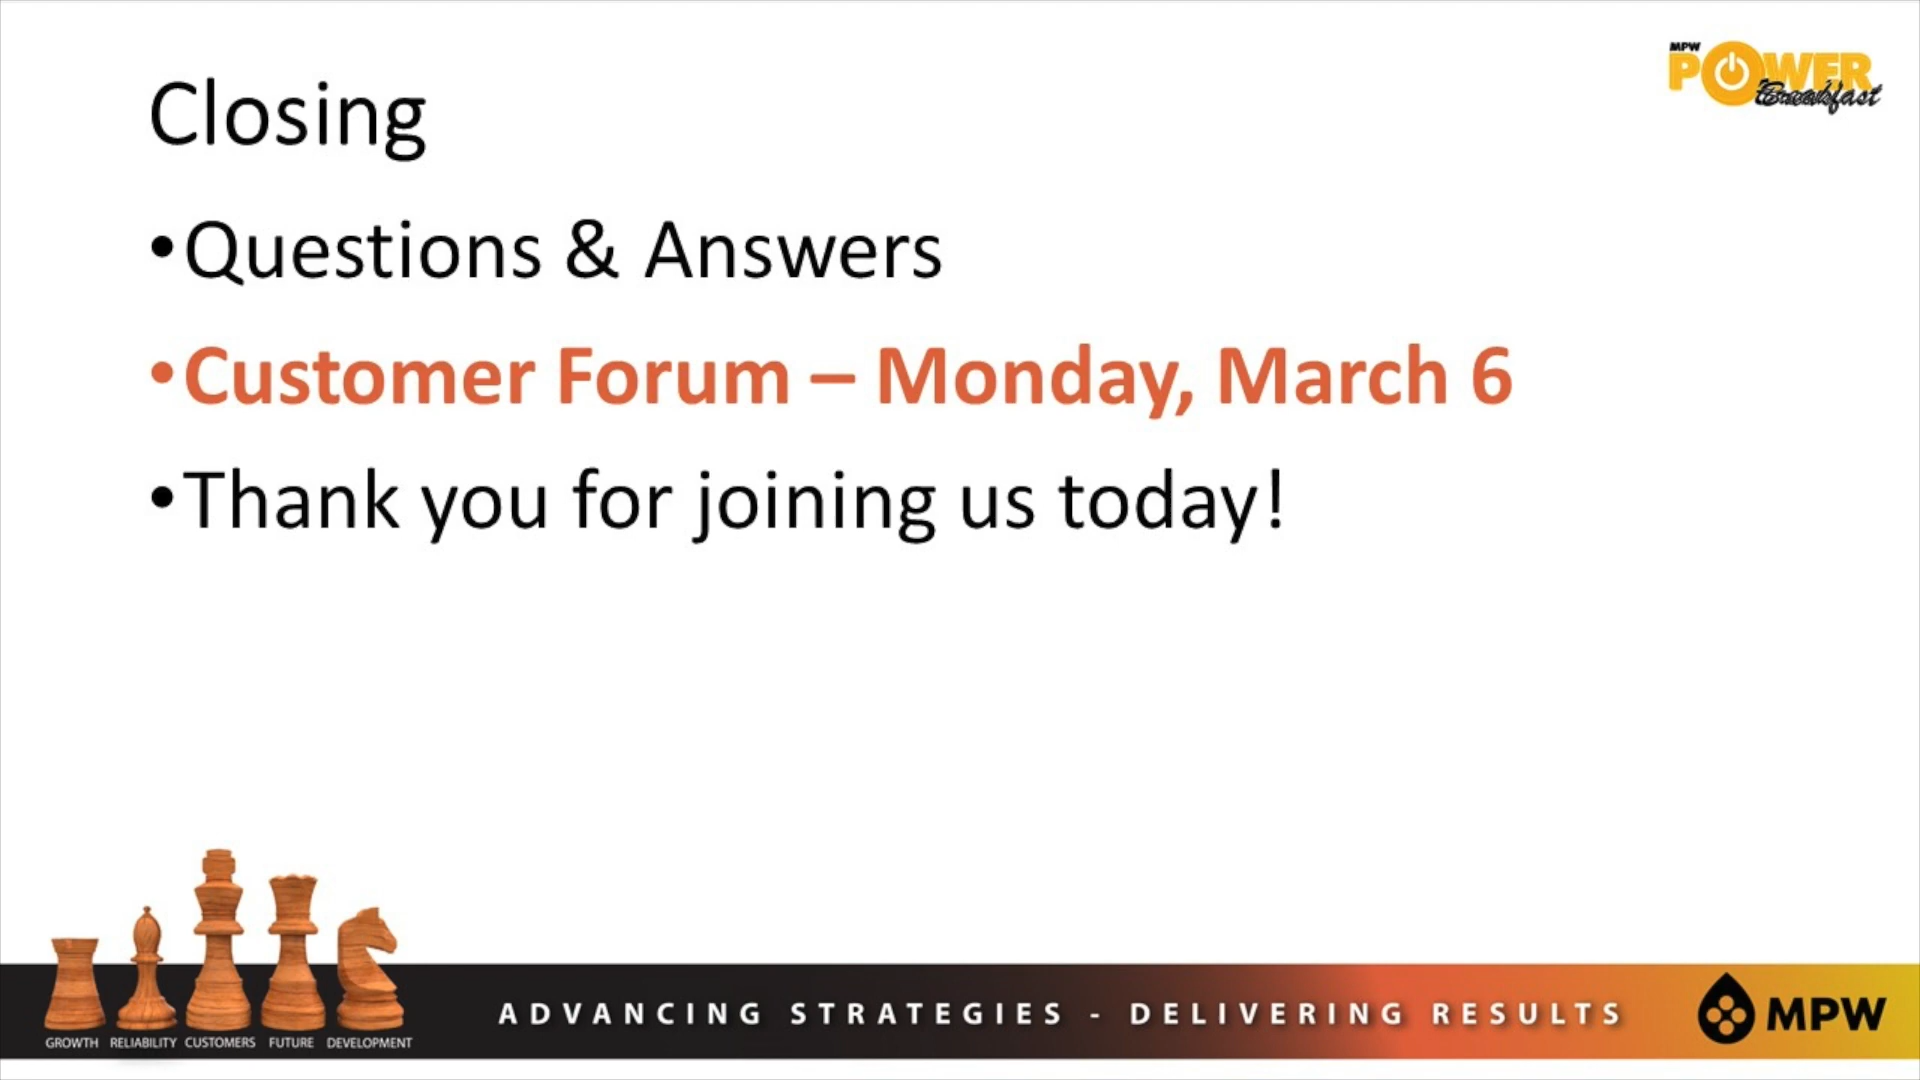 MPW
POWER
Breakfast
Closing
•Questions & Answers
•Customer Forum – Monday, March 6
•Thank you for joining us today!
ADVANCING STRATEGIES - DELIVERING RESULTS
MPW
GROWTH RELIABILITY CUSTOMERS FUTURE DEVELOPMENT